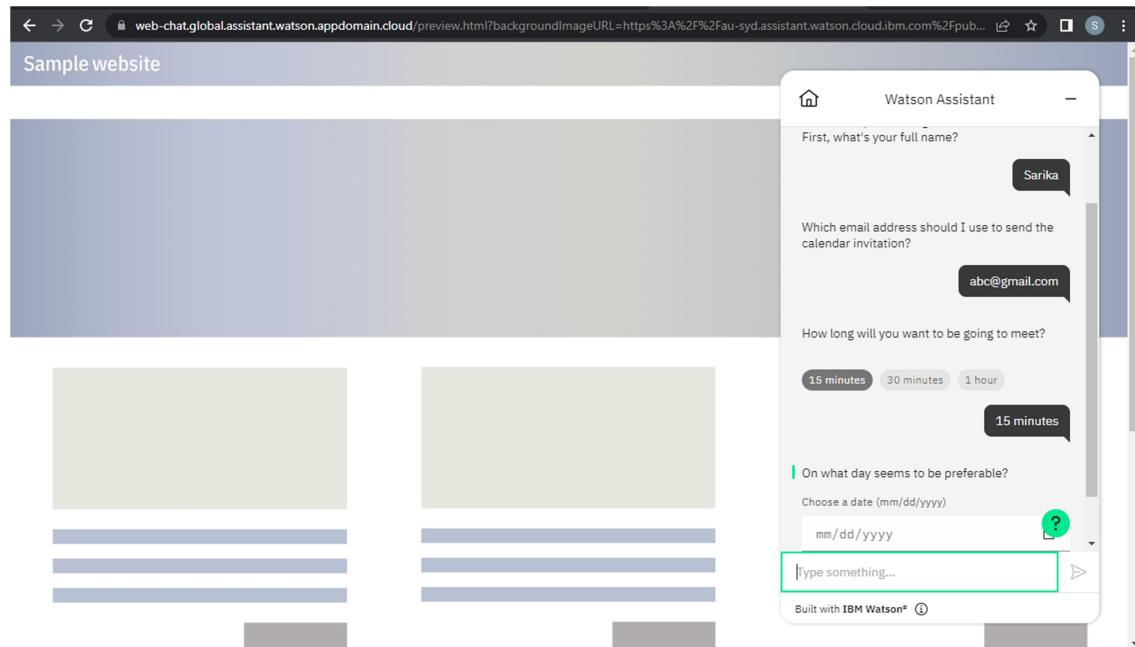 web-chat.global.assistant.watson.appdomain.cloud/preview.html?backgroundImageURL=https%3A%2F%2Fau-syd.assistant.watson.cloud.ibm.com%2Fpub...
S
Sample website
Watson Assistant
First, what's your full name?
Sarika
Which email address should I use to send the
calendar invitation?
abc@gmail.com
How long will you want to be going to meet?
15 minutes 30 minutes 1 hour
15 minutes
On what day seems to be preferable?
Choose a date (mm/dd/yyyy)
?
mm/dd/yyyy
Type something...
Built with IBM Watson®